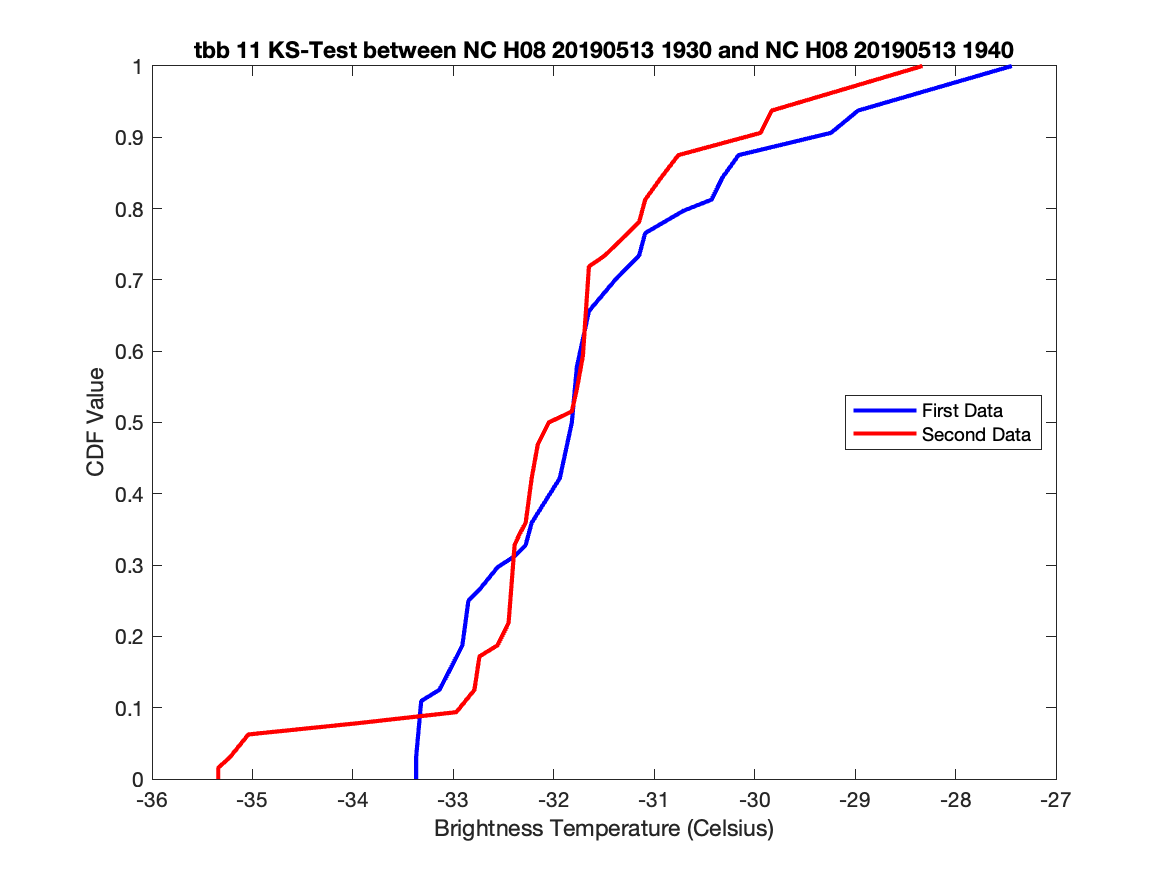 tbb 11 KS-Test between NC H08 20190513 1930 and NC H08 20190513 1940
1
0.9
0.8
0.7
0.6
0.5
0.4
0.3
0.2
0.1
0
CDF Value
First Data
Second Data
-36 -35 -34 -33 -32 -31 -30 -29 -28 -27
Brightness Temperature (Celsius)